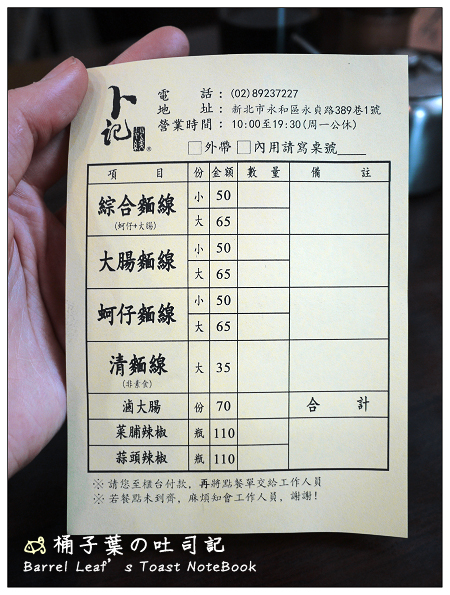 卜記
電話：(02)89237227
地址：新北市永和區永貞路389巷1號
營業時間：10:00至19:30(周一公休)
□外帶 □內用請寫桌號____
項目 份 金額 數量 備註
綜合麵線 (蚵仔+大腸) 小 50
大 65
大腸麵線 小 50
大 65
蚵仔麵線 小 50
大 65
清麵線 (非素食) 大 35
滷大腸 份 70 合計
菜脯辣椒 瓶 110
蒜頭辣椒 瓶 110
※ 請您至櫃台付款，再將點餐單交給工作人員
※ 若餐點未到齊，麻煩知會工作人員，謝謝！
桶子葉の吐司記
Barrel Leaf’s Toast NoteBook